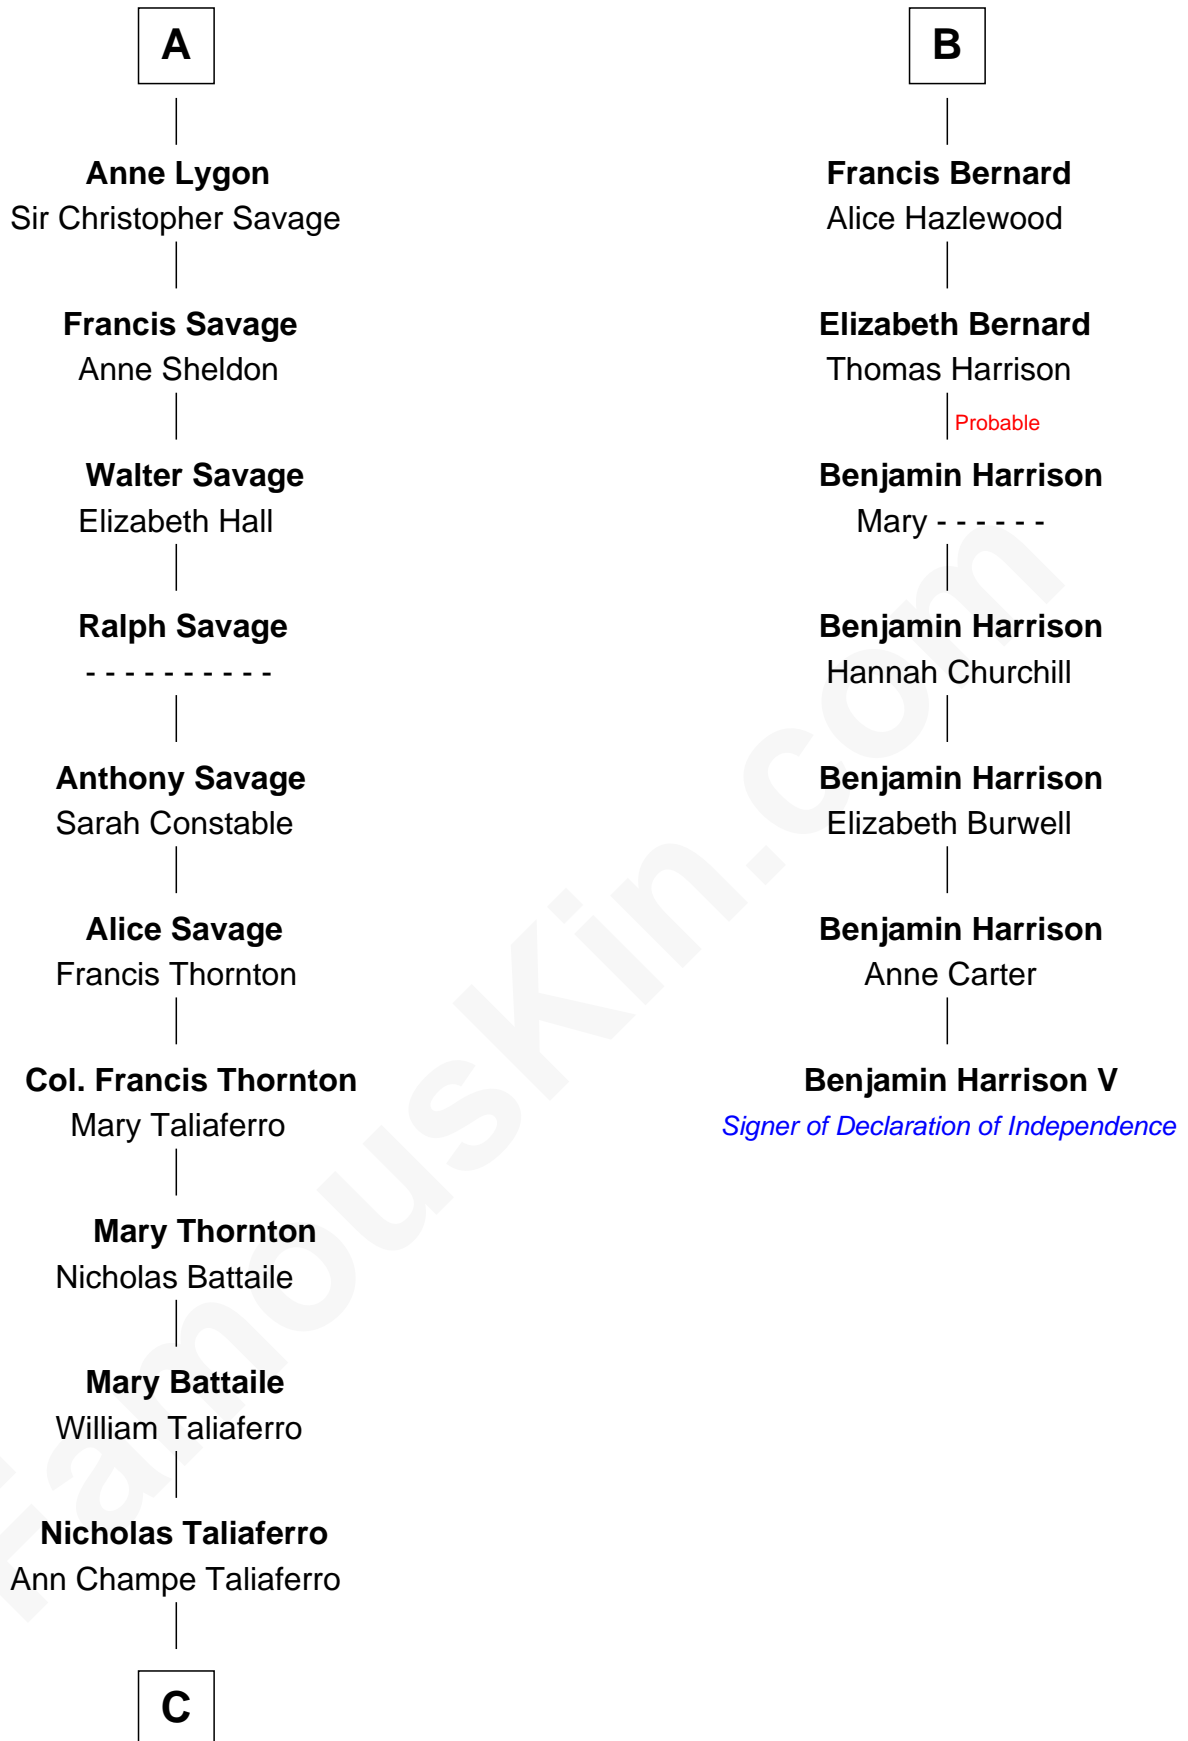 A
Anne Lygon
Sir Christopher Savage
Francis Savage
Anne Sheldon
Walter Savage
Elizabeth Hall
Ralph Savage
- - - - - - - - - -
Anthony Savage
Sarah Constable
Alice Savage
Francis Thornton
Col. Francis Thornton
Mary Taliaferro
Mary Thornton
Nicholas Battaile
Mary Battaile
William Taliaferro
Nicholas Taliaferro
Ann Champe Taliaferro
C
B
Francis Bernard
Alice Hazlewood
Elizabeth Bernard
Thomas Harrison
Probable
Benjamin Harrison
Mary - - - - - -
Benjamin Harrison
Hannah Churchill
Benjamin Harrison
Elizabeth Burwell
Benjamin Harrison
Anne Carter
Benjamin Harrison V
Signer of Declaration of Independence
FamousKin.com